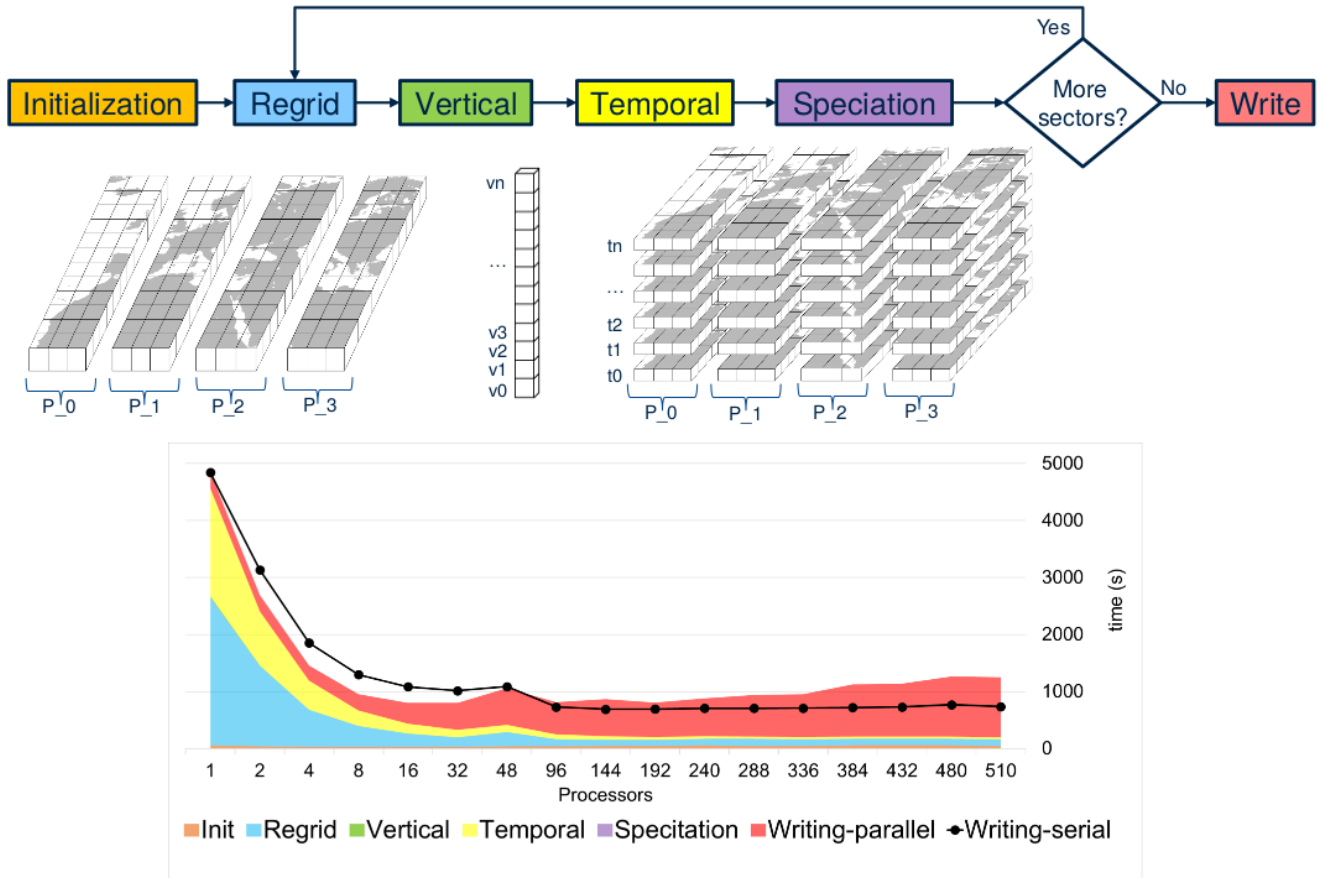 Yes
Initialization
Regrid
Vertical
Temporal
Speciation
More
sectors?
No
Write
P_0
P_1
P_2
P_3
vn
...
v3
v2
v1
v0
tn
...
t2
t1
t0
P_0
P_1
P_2
P_3
5000
4000
3000
2000
1000
0
time (s)
1 2 4 8 16 32 48 96 144 192 240 288 336 384 432 480 510
Processors
Init Regrid Vertical Temporal Specitation Writing-parallel Writing-serial